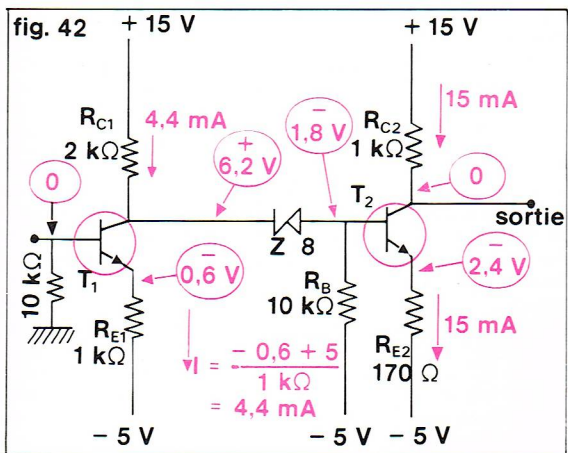 fig. 42
+ 15 V
+ 15 V
R_C1
2 kΩ
4,4 mA
+
6,2 V
−
1,8 V
R_C2
1 kΩ
15 mA
0
0
T_2
sortie
10 kΩ
T_1
−
0,6 V
Z 8
R_B
10 kΩ
−
2,4 V
R_E1
1 kΩ
I = − 0,6 + 5
1 kΩ
= 4,4 mA
R_E2
170 Ω
15 mA
− 5 V
− 5 V
− 5 V